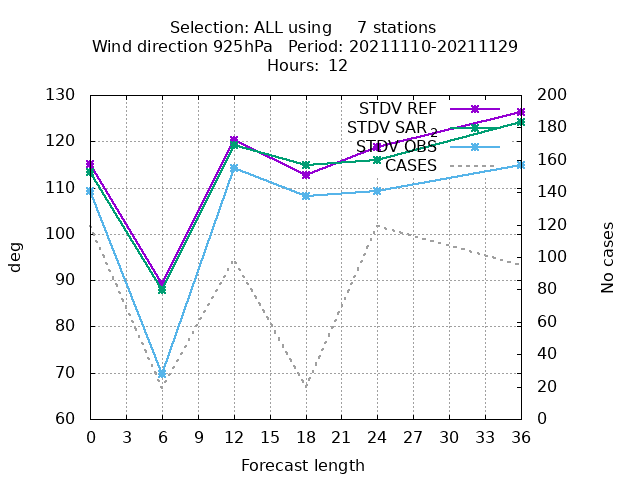 Selection: ALL using     7 stations
Wind direction 925hPa   Period: 20211110-20211129
Hours: 12
130
120
110
100
90
80
70
60
200
180
160
140
120
100
80
60
40
20
0
STDV REF
STDV SAR 2
STDV OBS
CASES
deg
No cases
0 3 6 9 12 15 18 21 24 27 30 33 36
Forecast length